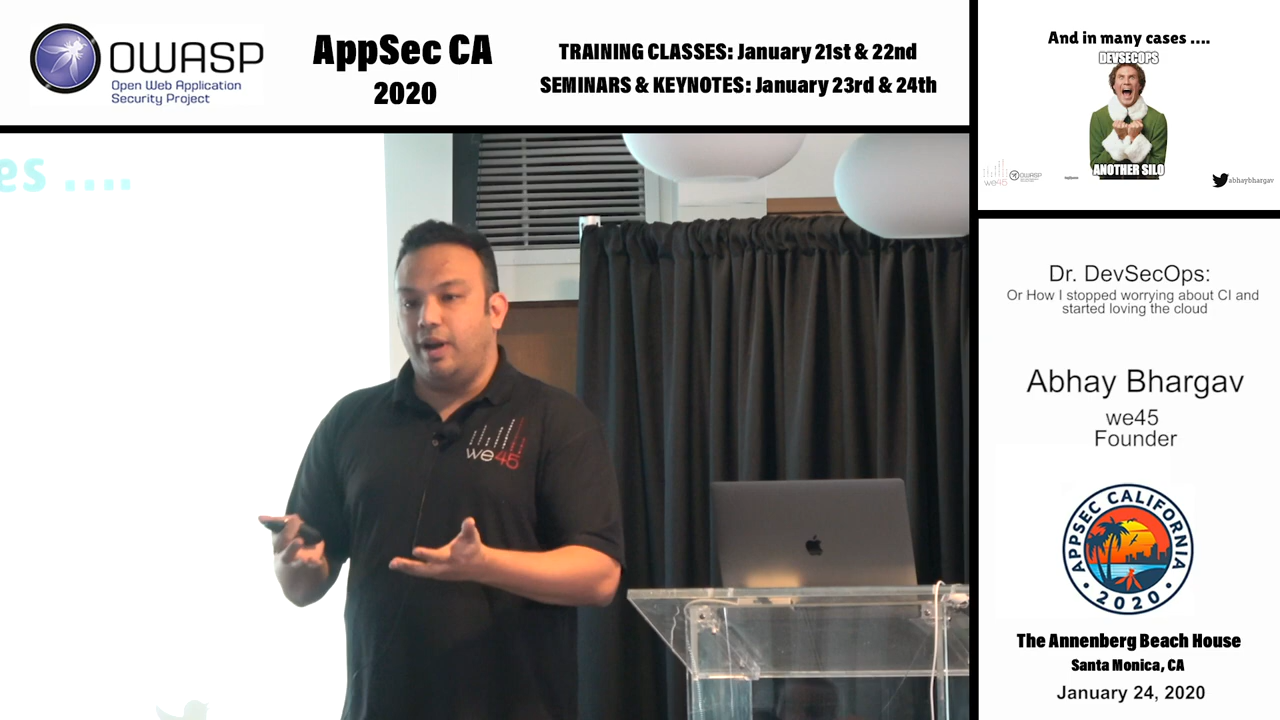 OWASP
Open Web Application
Security Project
AppSec CA
2020
TRAINING CLASSES: January 21st & 22nd
SEMINARS & KEYNOTES: January 23rd & 24th
And in many cases ....
DEVSECOPS
ANOTHER SILO
we45
OWASP
abhaybhargav
es ....
we45
Dr. DevSecOps:
Or How I stopped worrying about CI and
started loving the cloud
Abhay Bhargav
we45
Founder
APPSEC CALIFORNIA
• 2020 •
The Annenberg Beach House
Santa Monica, CA
January 24, 2020